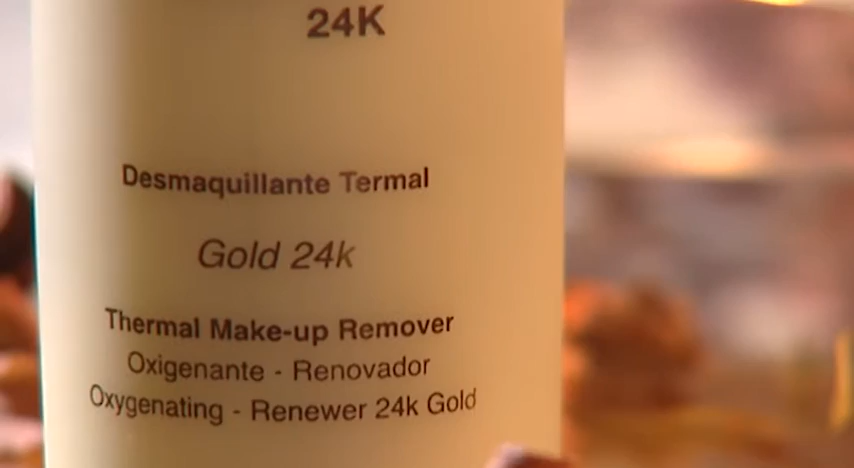 24K
Desmaquillante Termal
Gold 24k
Thermal Make-up Remover
Oxigenante - Renovador
Oxygenating - Renewer 24k Gold